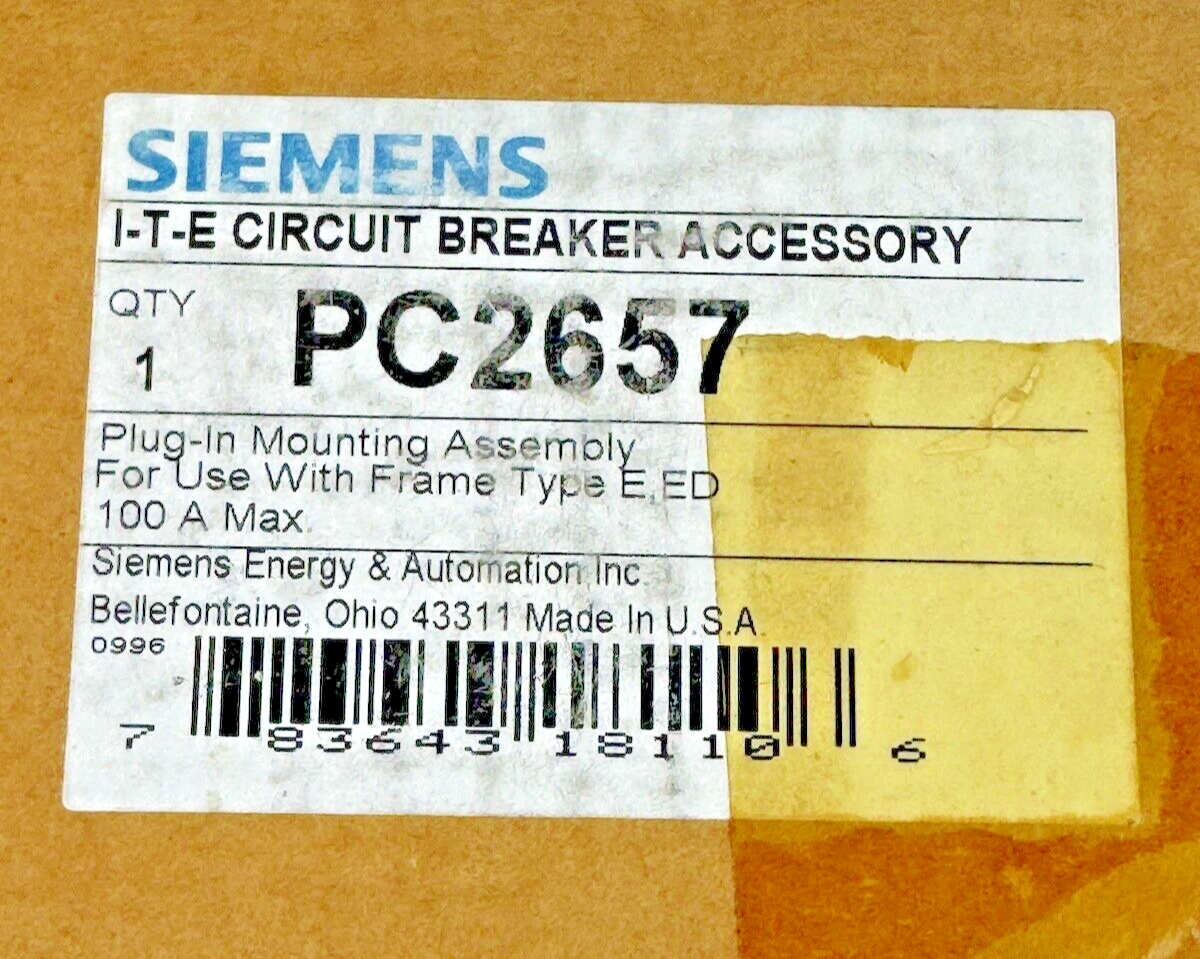 SIEMENS
I-T-E CIRCUIT BREAKER ACCESSORY
QTY
1
PC2657
Plug-In Mounting Assembly
For Use With Frame Type E,ED
100 A Max.
Siemens Energy & Automation Inc.
Bellefontaine, Ohio 43311 Made In U.S.A.
0996
7 83643 18110 6